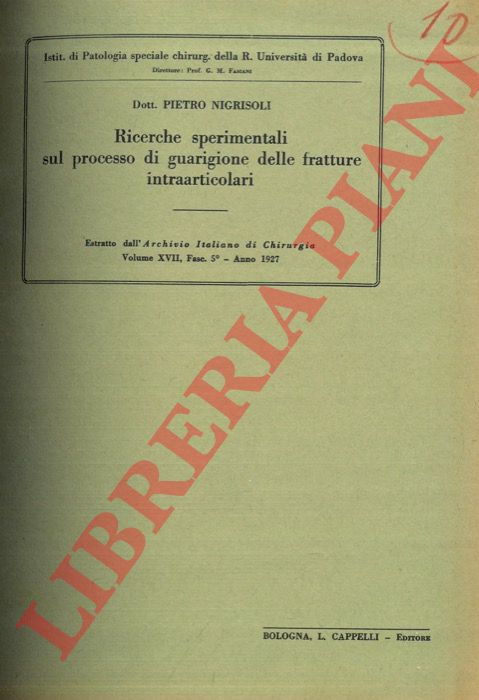 10
Istit. di Patologia speciale chirurg. della R. Università di Padova
Direttore: Prof. G. M. Fasiani
Dott. PIETRO NIGRISOLI
Ricerche sperimentali
sul processo di guarigione delle fratture
intraarticolari
Estratto dall'Archivio Italiano di Chirurgia
Volume XVII, Fasc. 5° - Anno 1927
LIBRERIA PIANI
BOLOGNA, L. CAPPELLI - Editore